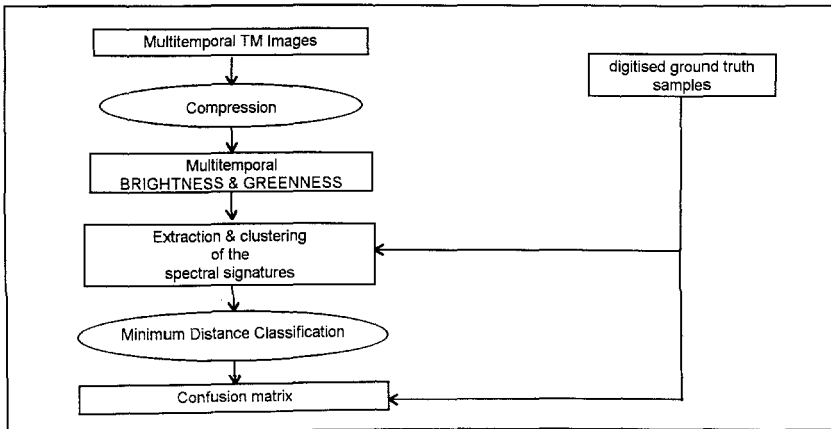 Multitemporal TM Images
digitised ground truth
samples
Compression
Multitemporal
BRIGHTNESS & GREENNESS
Extraction & clustering
of the
spectral signatures
Minimum Distance Classification
Confusion matrix